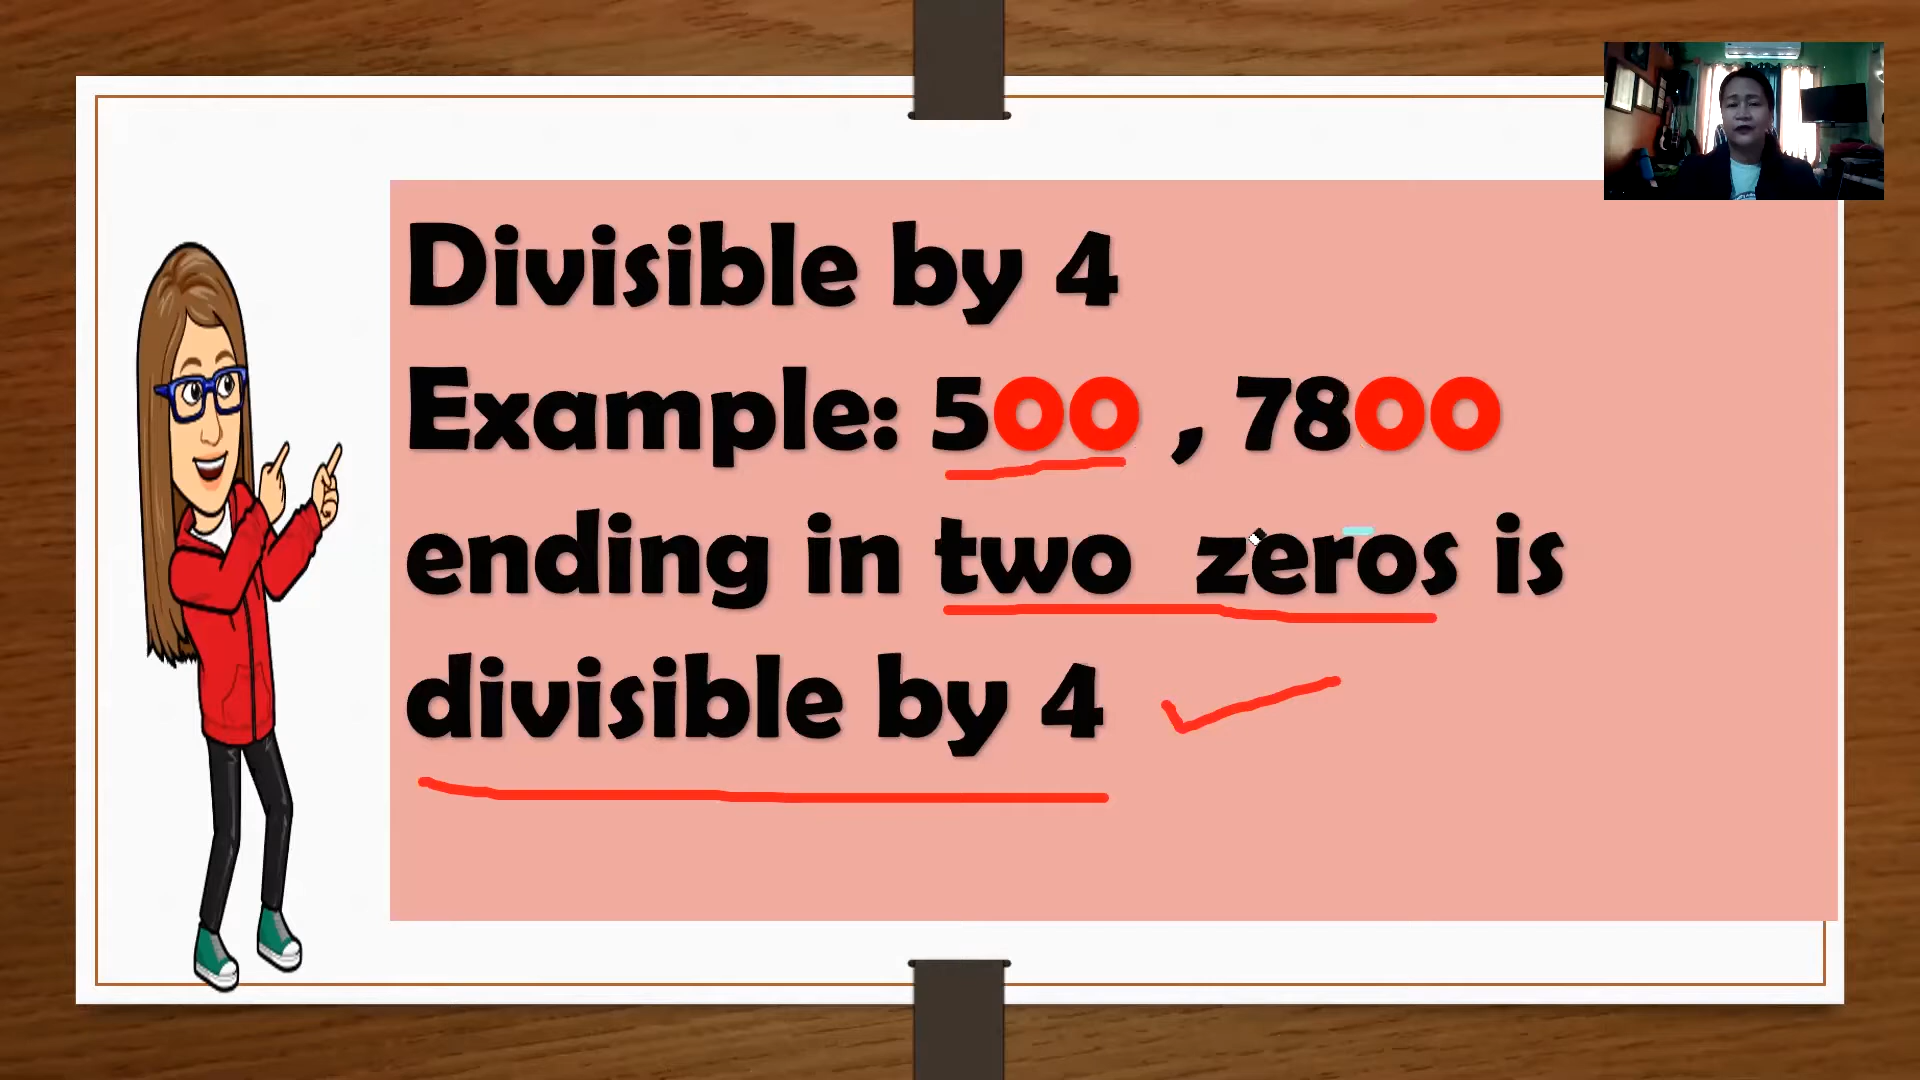 Divisible by 4
Example: 500 , 7800
ending in two zeros is
divisible by 4